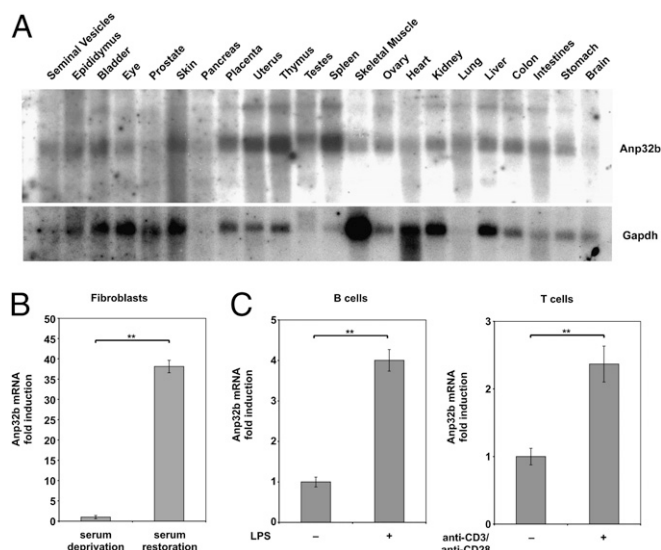 A
Seminal Vesicles
Epididymus
Bladder
Eye
Prostate
Skin
Pancreas
Placenta
Uterus
Thymus
Testes
Spleen
Skeletal Muscle
Ovary
Heart
Kidney
Lung
Liver
Colon
Intestines
Stomach
Brain
Anp32b
Gapdh
B
Fibroblasts
Anp32b mRNA
fold induction
50
45
40
35
30
25
20
15
10
5
0
**
serum
deprivation
serum
restoration
C
B cells
Anp32b mRNA
fold induction
5
4
3
2
1
0
**
LPS
–
+
T cells
Anp32b mRNA
fold induction
3
2
1
0
**
anti-CD3/
anti-CD28
–
+